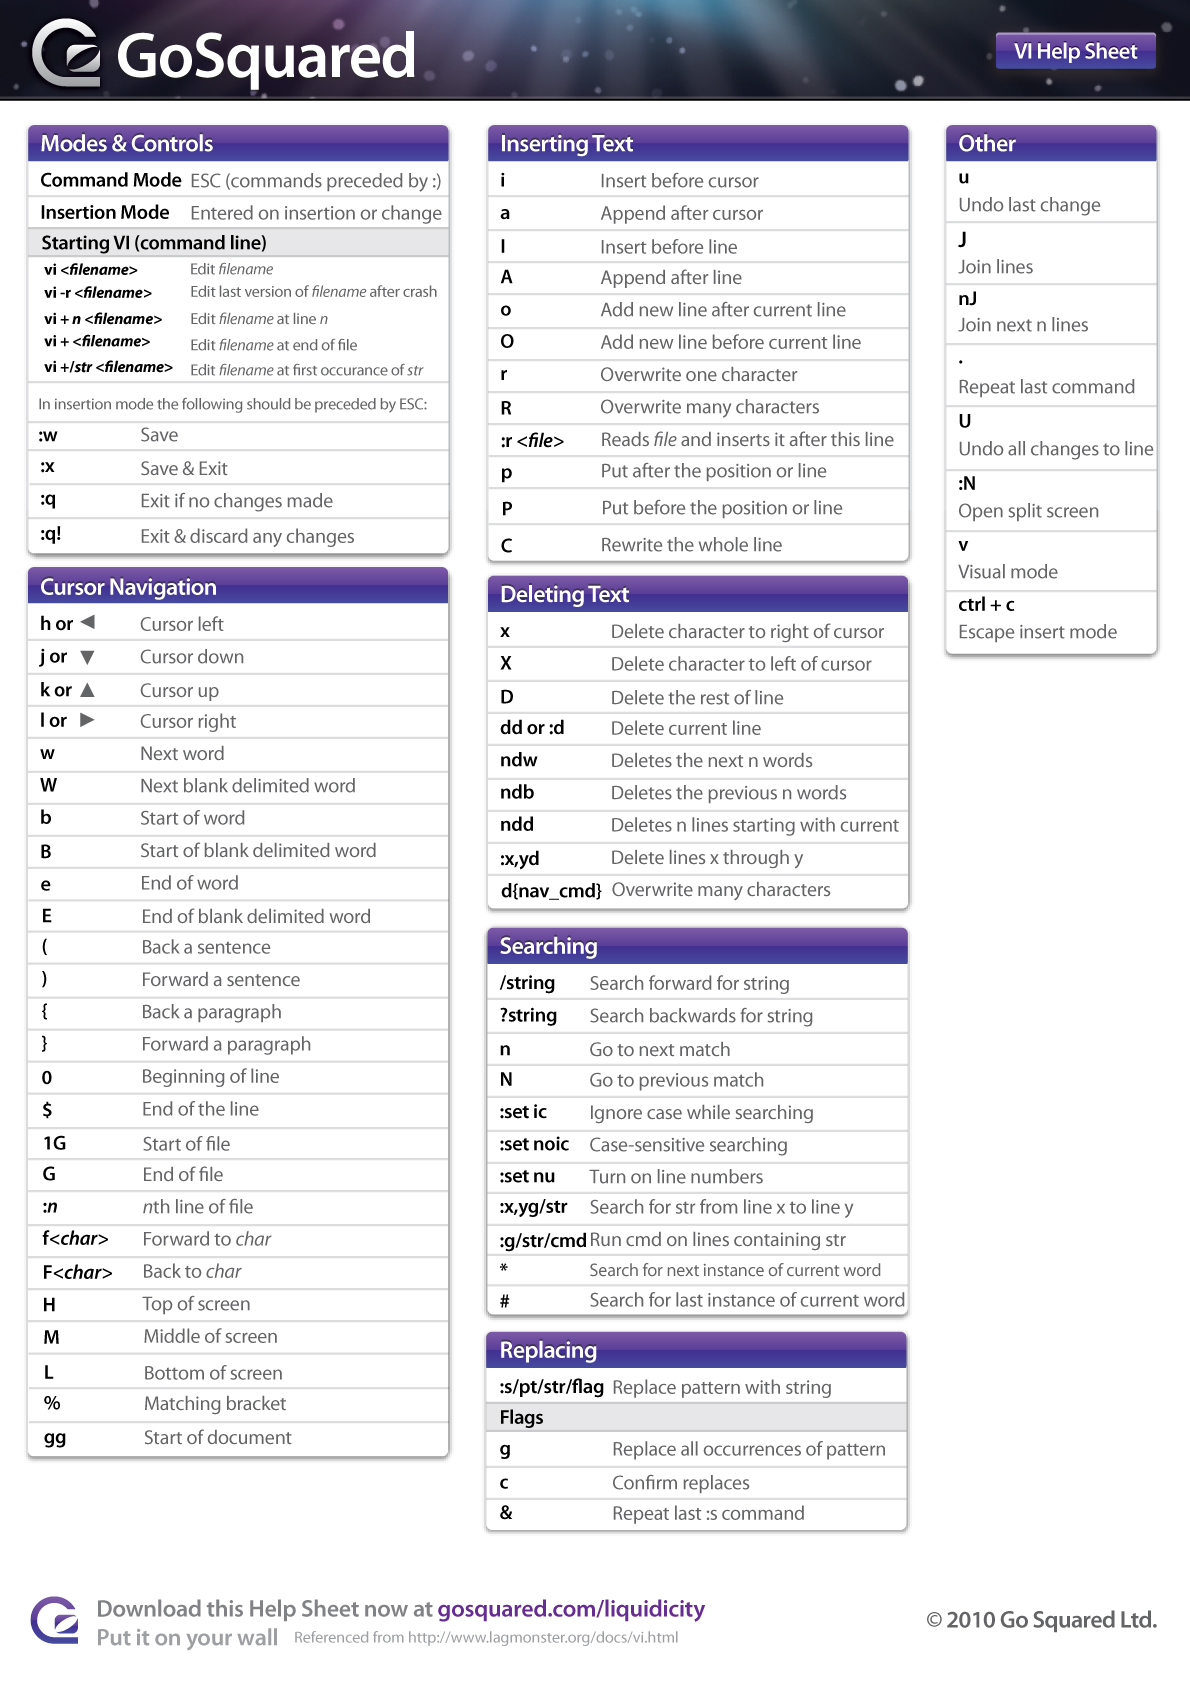 GoSquared
VI Help Sheet
Modes & Controls
Command Mode ESC (commands preceded by :)
Insertion Mode Entered on insertion or change
Starting VI (command line)
vi <filename> Edit filename
vi -r <filename> Edit last version of filename after crash
vi + n <filename> Edit filename at line n
vi + <filename> Edit filename at end of file
vi +/str <filename> Edit filename at first occurance of str
In insertion mode the following should be preceded by ESC:
:w Save
:x Save & Exit
:q Exit if no changes made
:q! Exit & discard any changes
Cursor Navigation
h or ◀ Cursor left
j or ▼ Cursor down
k or ▲ Cursor up
l or ▶ Cursor right
w Next word
W Next blank delimited word
b Start of word
B Start of blank delimited word
e End of word
E End of blank delimited word
( Back a sentence
) Forward a sentence
{ Back a paragraph
} Forward a paragraph
0 Beginning of line
$ End of the line
1G Start of file
G End of file
:n nth line of file
f<char> Forward to char
F<char> Back to char
H Top of screen
M Middle of screen
L Bottom of screen
% Matching bracket
gg Start of document
Inserting Text
i Insert before cursor
a Append after cursor
I Insert before line
A Append after line
o Add new line after current line
O Add new line before current line
r Overwrite one character
R Overwrite many characters
:r <file> Reads file and inserts it after this line
p Put after the position or line
P Put before the position or line
C Rewrite the whole line
Deleting Text
x Delete character to right of cursor
X Delete character to left of cursor
D Delete the rest of line
dd or :d Delete current line
ndw Deletes the next n words
ndb Deletes the previous n words
ndd Deletes n lines starting with current
:x,yd Delete lines x through y
d{nav_cmd} Overwrite many characters
Searching
/string Search forward for string
?string Search backwards for string
n Go to next match
N Go to previous match
:set ic Ignore case while searching
:set noic Case-sensitive searching
:set nu Turn on line numbers
:x,yg/str Search for str from line x to line y
:g/str/cmd Run cmd on lines containing str
* Search for next instance of current word
# Search for last instance of current word
Replacing
:s/pt/str/flag Replace pattern with string
Flags
g Replace all occurrences of pattern
c Confirm replaces
& Repeat last :s command
Other
u
Undo last change
J
Join lines
nJ
Join next n lines
.
Repeat last command
U
Undo all changes to line
:N
Open split screen
v
Visual mode
ctrl + c
Escape insert mode
Download this Help Sheet now at gosquared.com/liquidicity
Put it on your wall Referenced from http://www.lagmonster.org/docs/vi.html
© 2010 Go Squared Ltd.